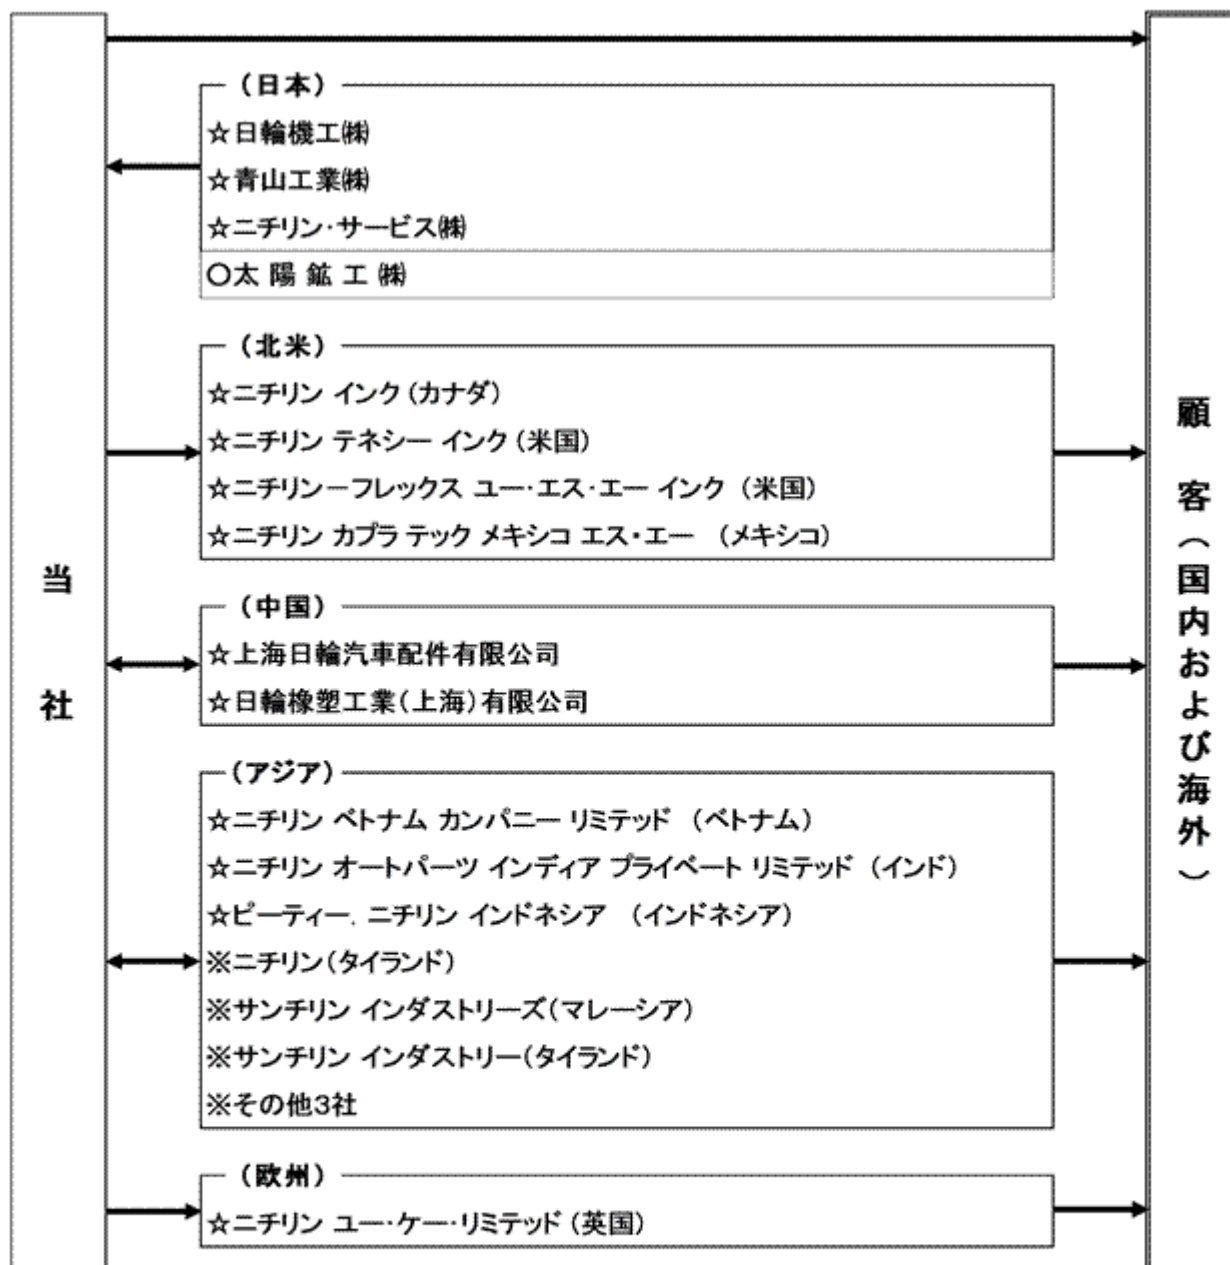 当社
（日本）
☆日輪機工㈱
☆青山工業㈱
☆ニチリン・サービス㈱
○太 陽 鉱 工 ㈱
（北米）
☆ニチリン インク（カナダ）
☆ニチリン テネシー インク（米国）
☆ニチリン－フレックス ユー・エス・エー インク （米国）
☆ニチリン カプラ テック メキシコ エス・エー （メキシコ）
（中国）
☆上海日輪汽車配件有限公司
☆日輪橡塑工業（上海）有限公司
（アジア）
☆ニチリン ベトナム カンパニー リミテッド （ベトナム）
☆ニチリン オートパーツ インディア プライベート リミテッド （インド）
☆ピーティー. ニチリン インドネシア （インドネシア）
※ニチリン（タイランド）
※サンチリン インダストリーズ（マレーシア）
※サンチリン インダストリー（タイランド）
※その他３社
（欧州）
☆ニチリン ユー・ケー・リミテッド（英国）
顧 客（国内および海外）